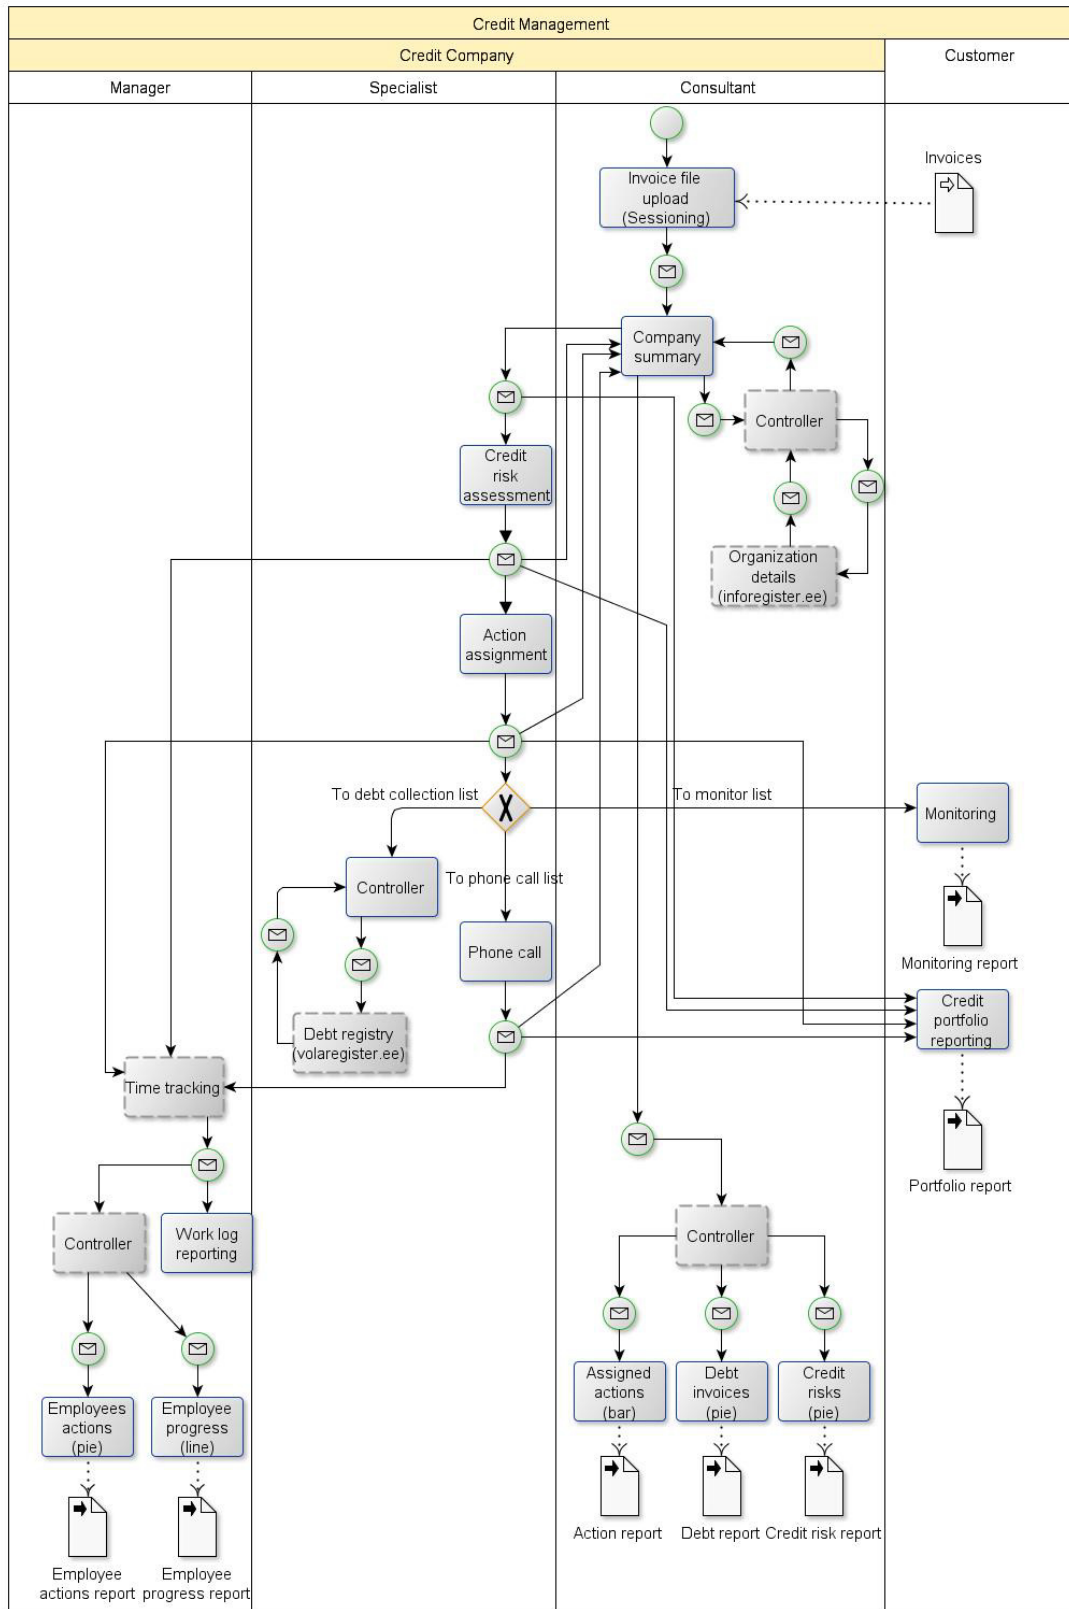 Credit Management
Credit Company
Customer
Manager
Specialist
Consultant
Invoices
Invoice file
upload
(Sessioning)
Company
summary
Controller
Credit
risk
assessment
Organization
details
(inforegister.ee)
Action
assignment
To debt collection list
X
To monitor list
Monitoring
Controller
To phone call list
Phone call
Monitoring report
Debt registry
(volaregister.ee)
Credit
portfolio
reporting
Time tracking
Portfolio report
Controller
Work log
reporting
Controller
Assigned
actions
(bar)
Debt
invoices
(pie)
Credit
risks
(pie)
Employees
actions
(pie)
Employee
progress
(line)
Action report
Debt report
Credit risk report
Employee
actions report
Employee
progress report